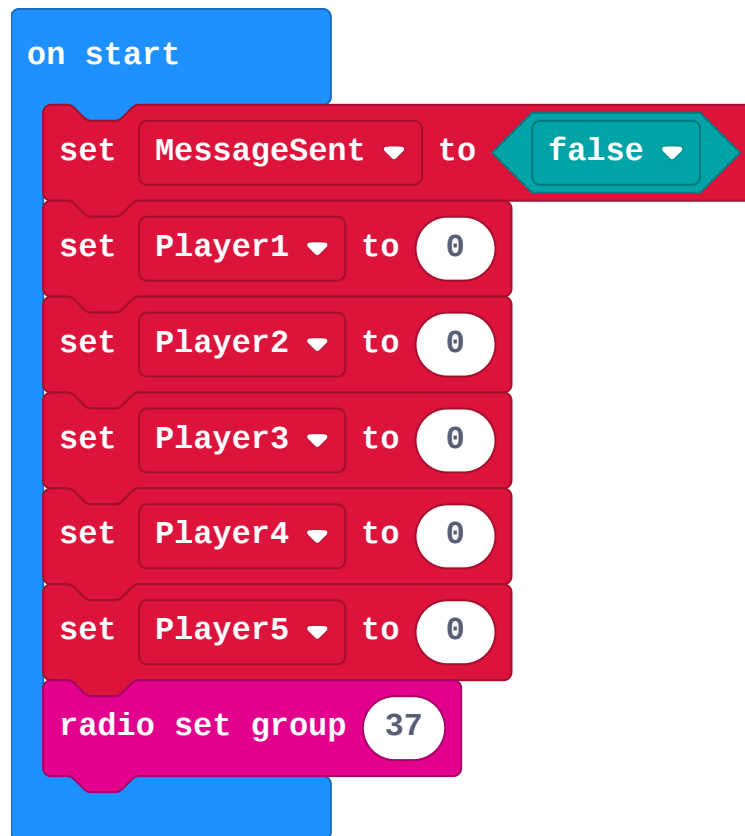 on start
set MessageSent to false
set Player1 to 0
set Player2 to 0
set Player3 to 0
set Player4 to 0
set Player5 to 0
radio set group 37